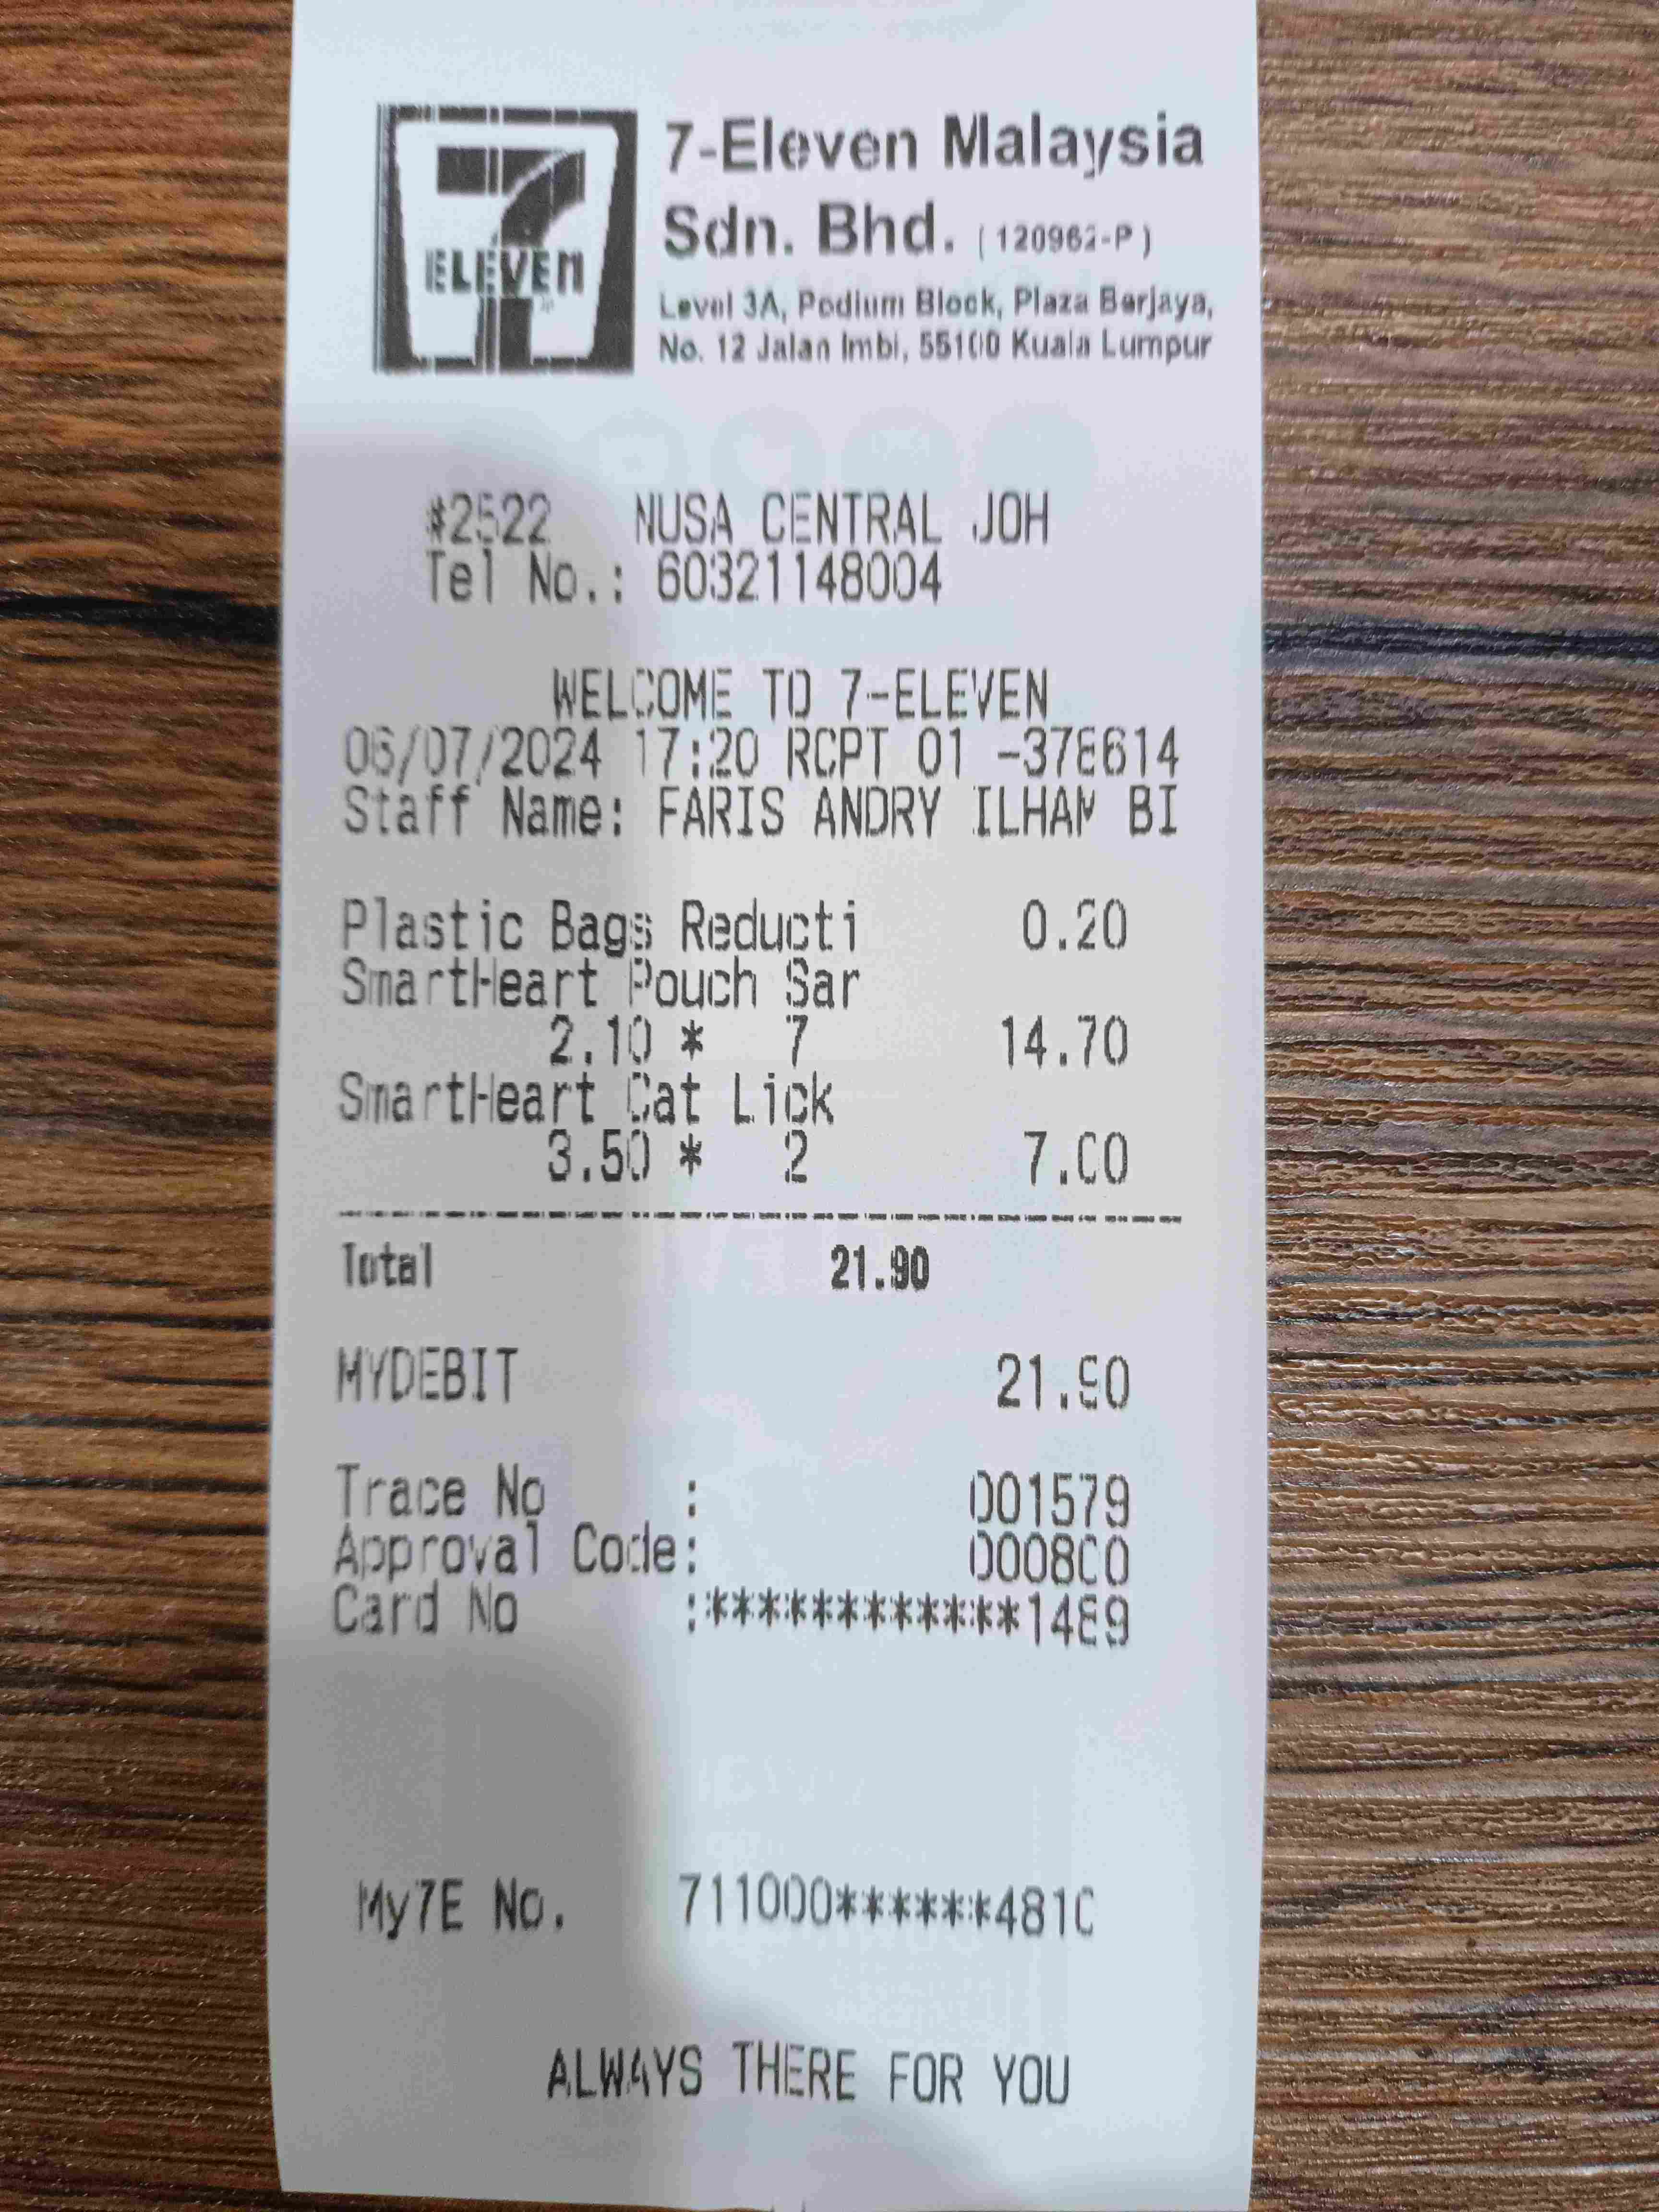 7 ELEVEN
7-Eleven Malaysia
Sdn. Bhd. (120962-P)
Level 3A, Podium Block, Plaza Berjaya,
No. 12 Jalan Imbi, 55100 Kuala Lumpur
#2522 NUSA CENTRAL JOH
Tel No.: 60321148004
WELCOME TO 7-ELEVEN
06/07/2024 17:20 RCPT 01
Staff Name: FARIS ANDRY ILHAM BI
Plastic Bags Reducti 0.20
SmartHeart Pouch Sar
2.10 * 7 14.70
SmartHeart Cat Lick
3.50 * 2 7.00
Total 21.90
MYDEBIT 21.90
Trace No : 001579
Approval Code: 000800
Card No :
My7E No. 711000******4810
ALWAYS THERE FOR YOU